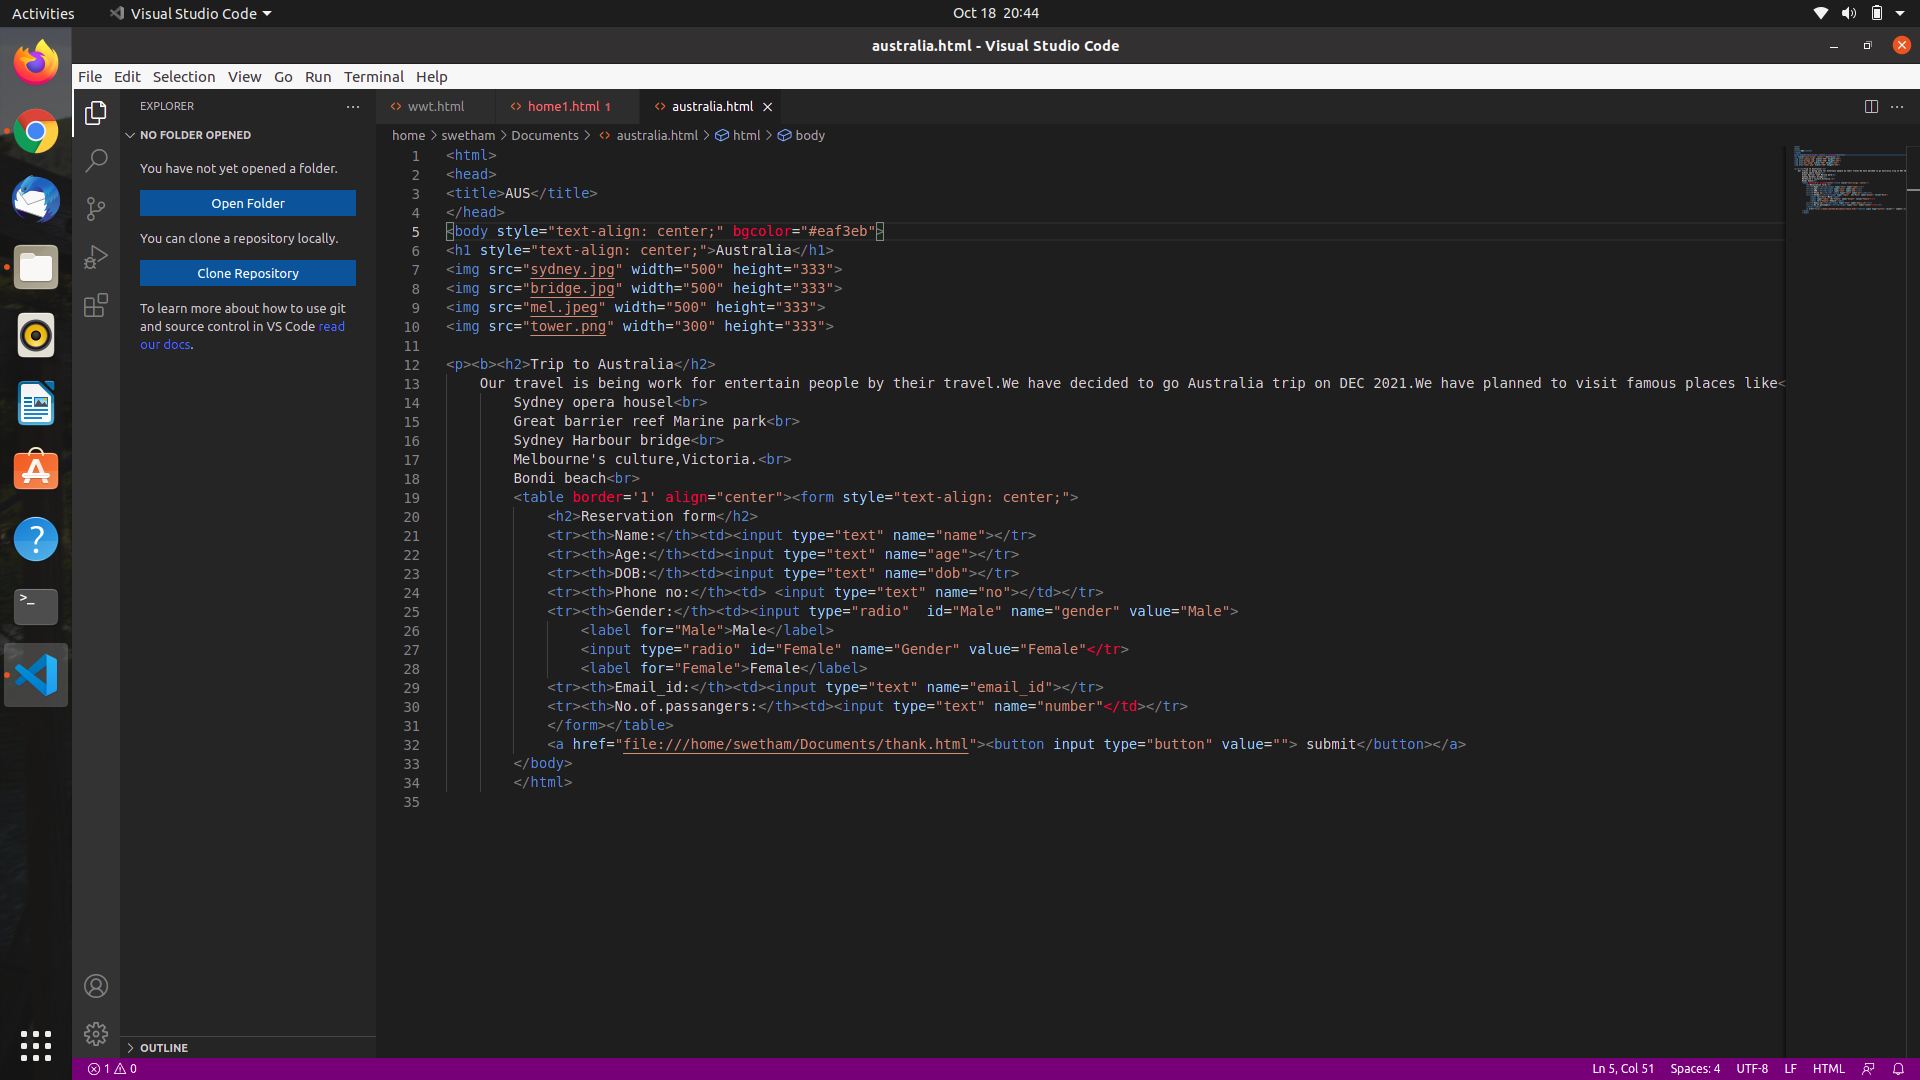 Activities
Visual Studio Code
Oct 18 20:44
australia.html - Visual Studio Code
File Edit Selection View Go Run Terminal Help
EXPLORER
NO FOLDER OPENED
You have not yet opened a folder.
Open Folder
You can clone a repository locally.
Clone Repository
To learn more about how to use git
and source control in VS Code read
our docs.
OUTLINE
wwt.html
home1.html 1
australia.html
home > swetham > Documents > australia.html > html > body
1 <html>
2 <head>
3 <title>AUS</title>
4 </head>
5 <body style="text-align: center;" bgcolor="#eaf3eb">
6 <h1 style="text-align: center;">Australia</h1>
7 <img src="sydney.jpg" width="500" height="333">
8 <img src="bridge.jpg" width="500" height="333">
9 <img src="mel.jpeg" width="500" height="333">
10 <img src="tower.png" width="300" height="333">
11
12 <p><b><h2>Trip to Australia</h2>
13 Our travel is being work for entertain people by their travel.We have decided to go Australia trip on DEC 2021.We have planned to visit famous places like<
14 Sydney opera housel<br>
15 Great barrier reef Marine park<br>
16 Sydney Harbour bridge<br>
17 Melbourne's culture,Victoria.<br>
18 Bondi beach<br>
19 <table border='1' align="center"><form style="text-align: center;">
20 <h2>Reservation form</h2>
21 <tr><th>Name:</th><td><input type="text" name="name"></tr>
22 <tr><th>Age:</th><td><input type="text" name="age"></tr>
23 <tr><th>DOB:</th><td><input type="text" name="dob"></tr>
24 <tr><th>Phone no:</th><td> <input type="text" name="no"></td></tr>
25 <tr><th>Gender:</th><td><input type="radio"  id="Male" name="gender" value="Male">
26 <label for="Male">Male</label>
27 <input type="radio" id="Female" name="Gender" value="Female"</tr>
28 <label for="Female">Female</label>
29 <tr><th>Email_id:</th><td><input type="text" name="email_id"></tr>
30 <tr><th>No.of.passangers:</th><td><input type="text" name="number"</td></tr>
31 </form></table>
32 <a href="file:///home/swetham/Documents/thank.html"><button input type="button" value=""> submit</button></a>
33 </body>
34 </html>
35
1 0
Ln 5, Col 51 Spaces: 4 UTF-8 LF HTML